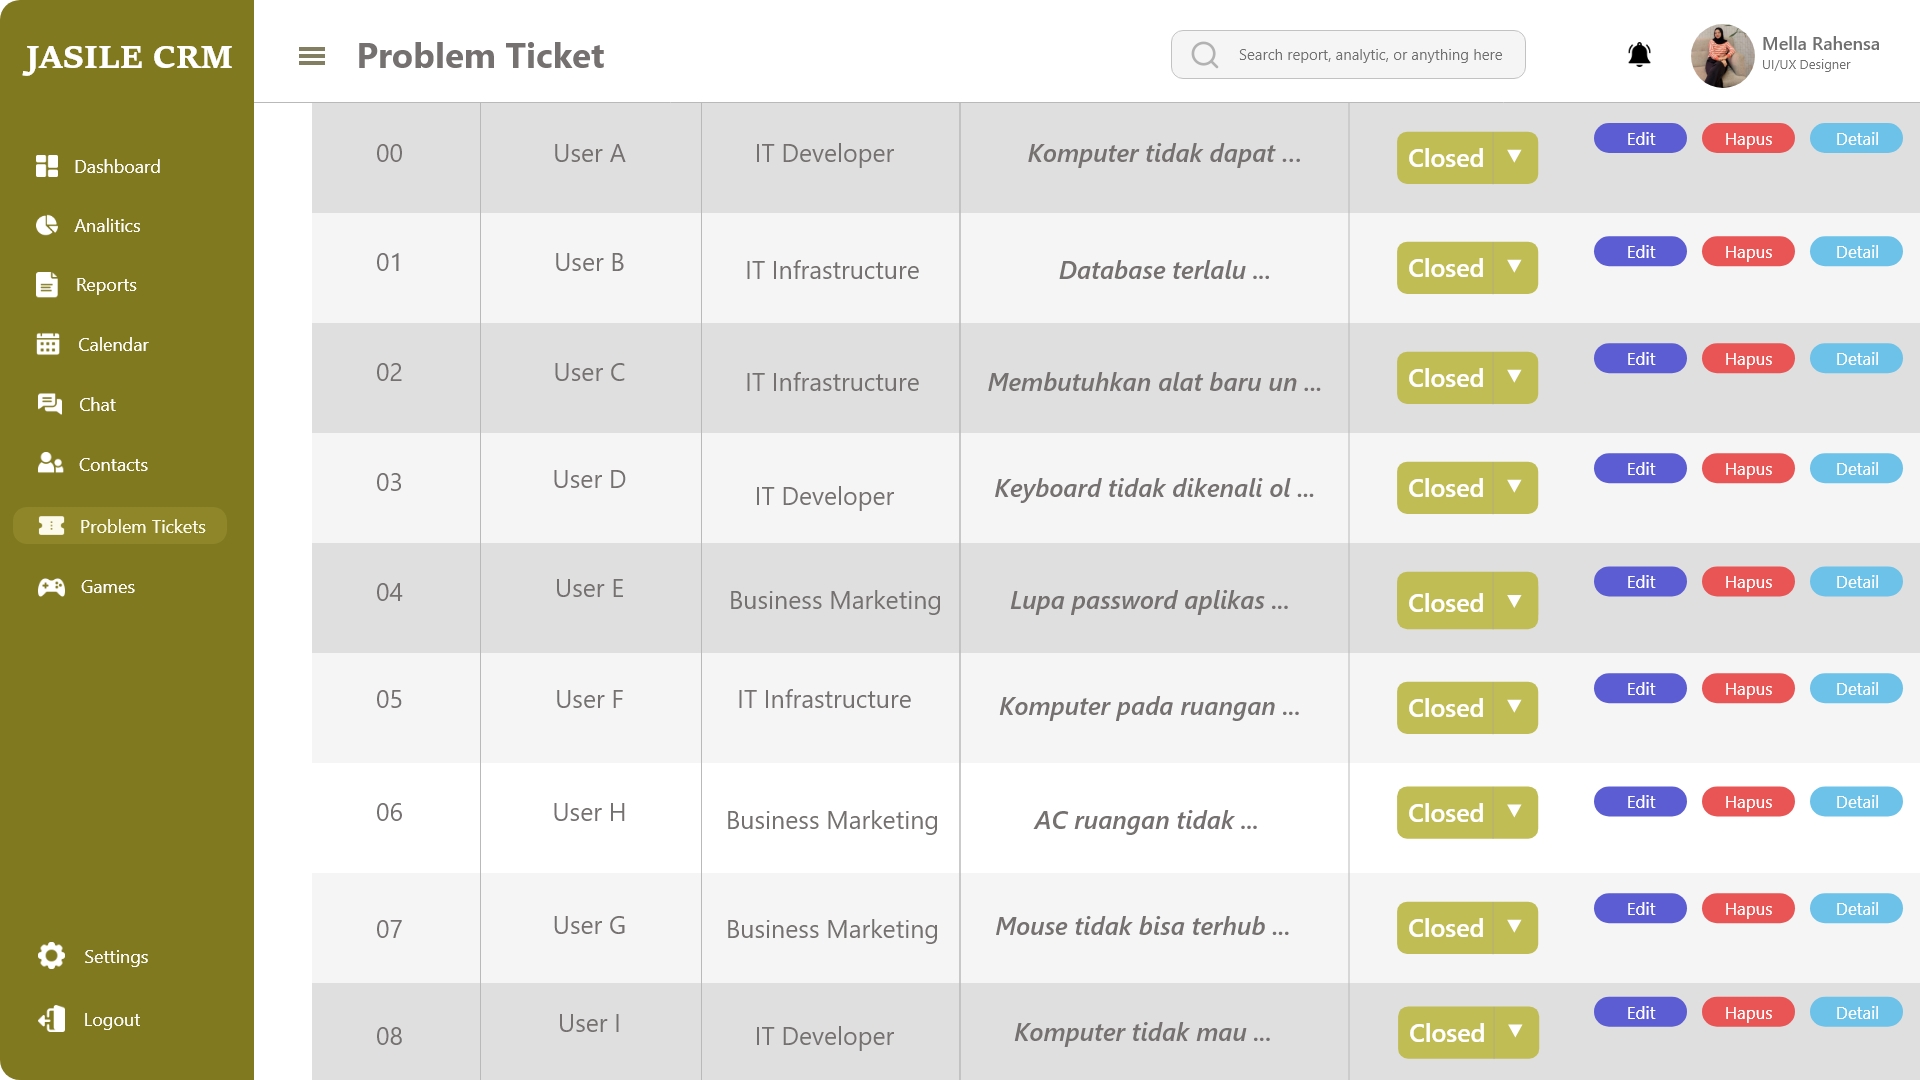 JASILE CRM
Problem Ticket
Search report, analytic, or anything here
Mella Rahensa
UI/UX Designer
Dashboard
Analitics
Reports
Calendar
Chat
Contacts
Problem Tickets
Games
Settings
Logout
00 User A IT Developer Komputer tidak dapat ... Closed Edit Hapus Detail
01 User B IT Infrastructure Database terlalu ... Closed Edit Hapus Detail
02 User C IT Infrastructure Membutuhkan alat baru un ... Closed Edit Hapus Detail
03 User D IT Developer Keyboard tidak dikenali ol ... Closed Edit Hapus Detail
04 User E Business Marketing Lupa password aplikas ... Closed Edit Hapus Detail
05 User F IT Infrastructure Komputer pada ruangan ... Closed Edit Hapus Detail
06 User H Business Marketing AC ruangan tidak ... Closed Edit Hapus Detail
07 User G Business Marketing Mouse tidak bisa terhub ... Closed Edit Hapus Detail
08 User I IT Developer Komputer tidak mau ... Closed Edit Hapus Detail